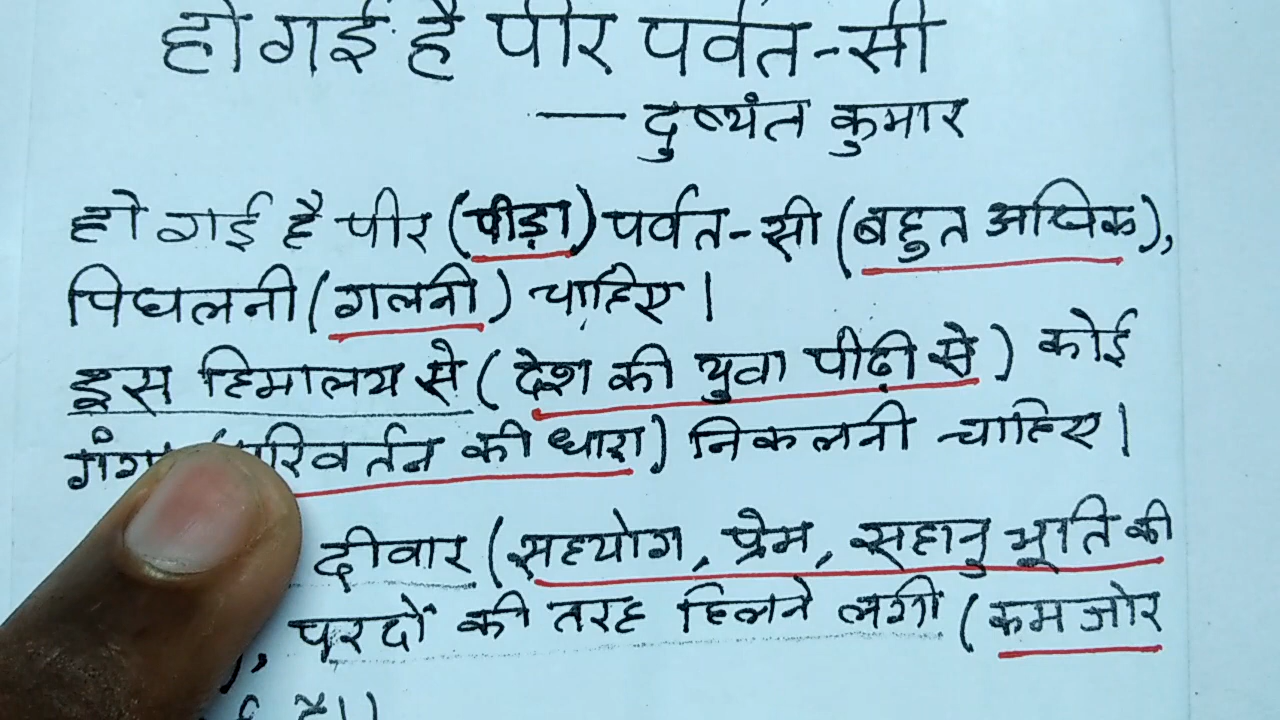 हो गई है पीर पर्वत-सी
— दुष्यंत कुमार
हो गई है पीर (पीड़ा) पर्वत-सी (बहुत अधिक),
पिघलनी (गलनी) चाहिए।
इस हिमालय से (देश की युवा पीढ़ी से) कोई
परिवर्तन की धारा) निकलनी चाहिए।
दीवार (सहयोग, प्रेम, सहानुभूति की
, परदों की तरह हिलने लगी (कमजोर